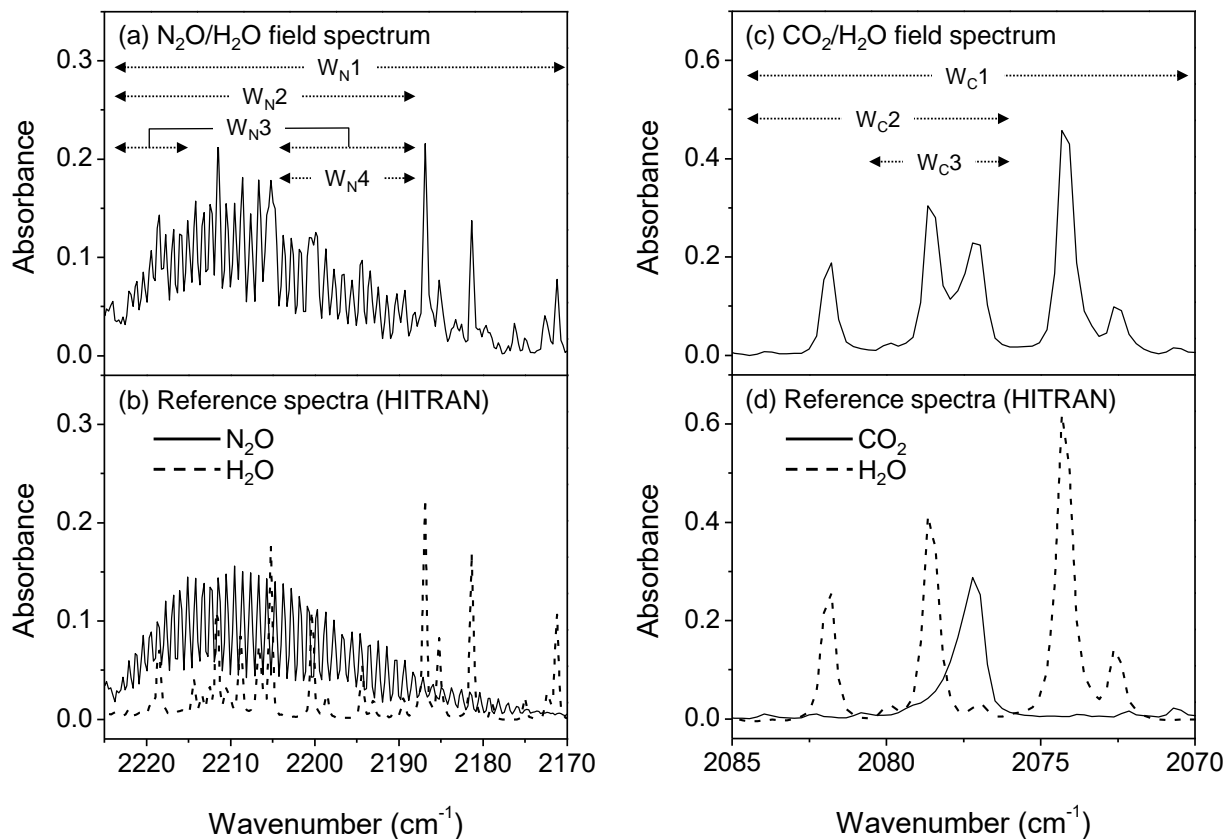 (a) N₂O/H₂O field spectrum
W_N1
W_N2
W_N3
W_N4
0.3
0.2
0.1
0.0
Absorbance
(b) Reference spectra (HITRAN)
N₂O
H₂O
0.3
0.2
0.1
0.0
Absorbance
2220 2210 2200 2190 2180 2170
Wavenumber (cm⁻¹)
(c) CO₂/H₂O field spectrum
W_C1
W_C2
W_C3
0.6
0.4
0.2
0.0
Absorbance
(d) Reference spectra (HITRAN)
CO₂
H₂O
0.6
0.4
0.2
0.0
Absorbance
2085 2080 2075 2070
Wavenumber (cm⁻¹)